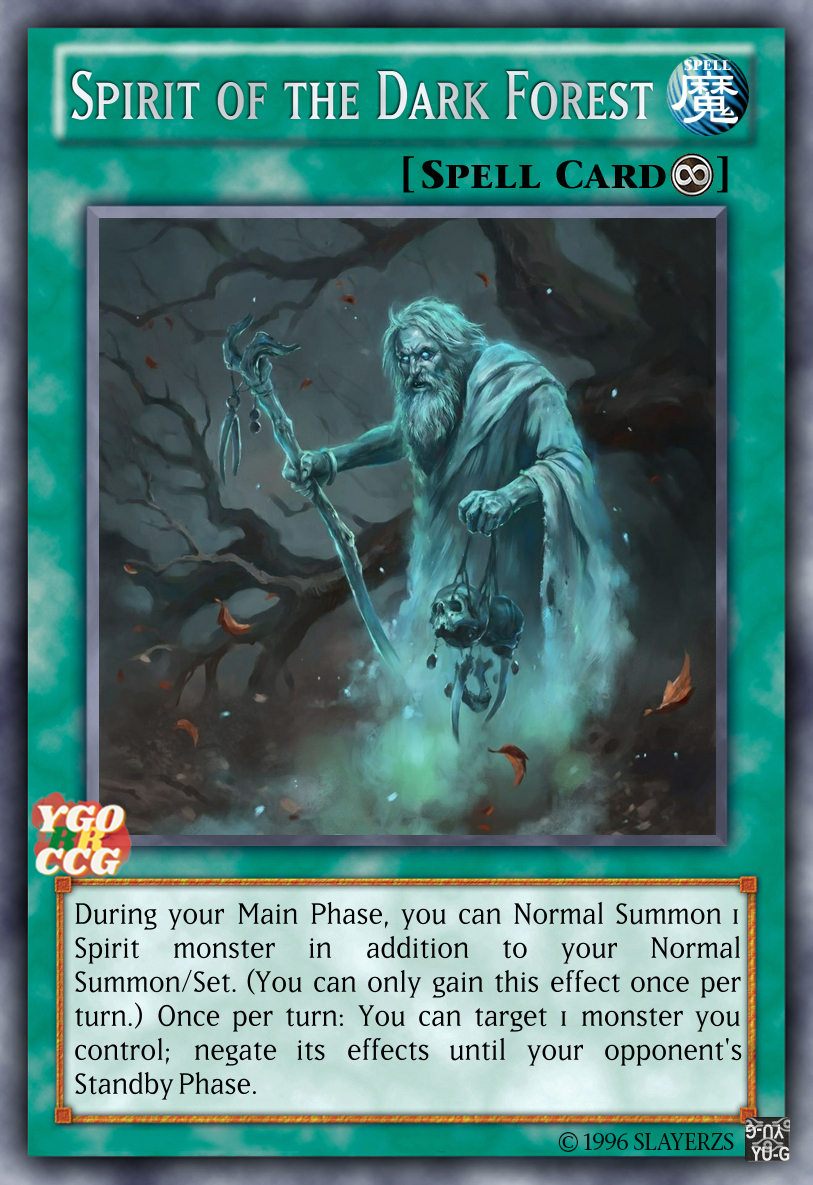 SPIRIT OF THE DARK FOREST
SPELL
魔
[SPELL CARD∞]
YGO
BR
CCG
During your Main Phase, you can Normal Summon 1
Spirit monster in addition to your Normal
Summon/Set. (You can only gain this effect once per
turn.) Once per turn: You can target 1 monster you
control; negate its effects until your opponent's
Standby Phase.
© 1996 SLAYERZS
YU-G
YU-G